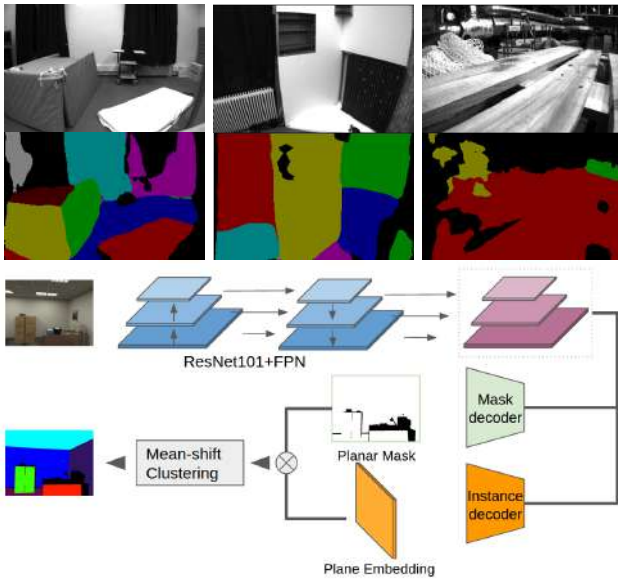 ResNet101+FPN
Mask
decoder
Planar Mask
Mean-shift
Clustering
Instance
decoder
Plane Embedding